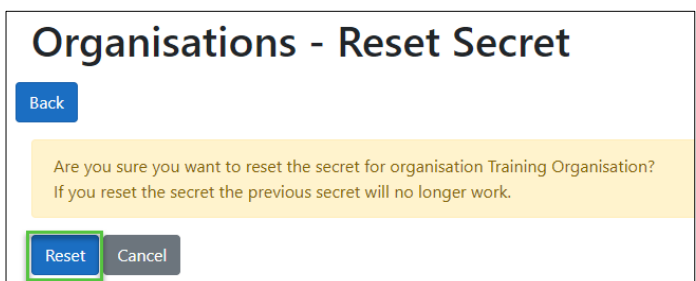 Organisations - Reset Secret
Back
Are you sure you want to reset the secret for organisation Training Organisation?
If you reset the secret the previous secret will no longer work.
Reset Cancel